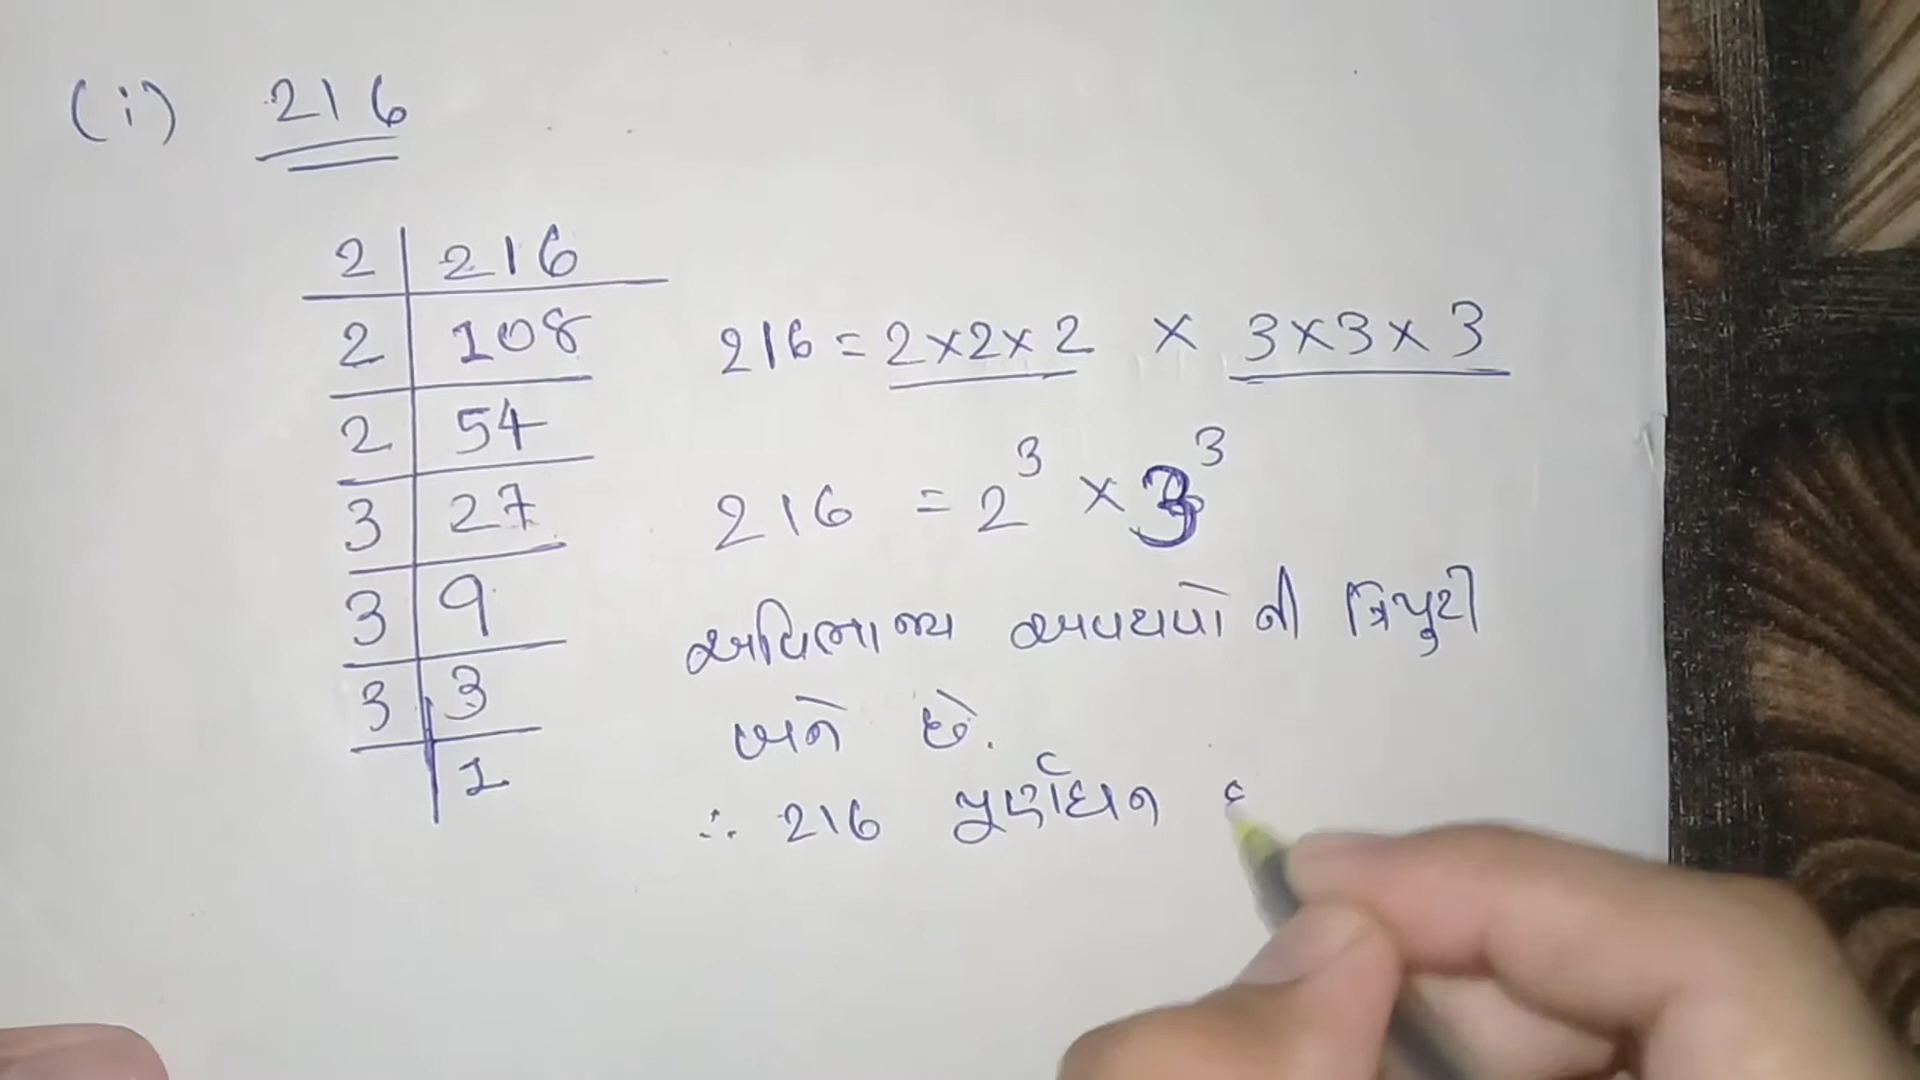 (i) 216
2 | 216
2 | 108
2 | 54
3 | 27
3 | 9
3 | 3
1
216 = 2×2×2 × 3×3×3
216 = 2³ × 3³
અવિભાજ્ય અવયવોની ત્રિપુટી
બને છે.
∴ 216 પૂર્ણઘન